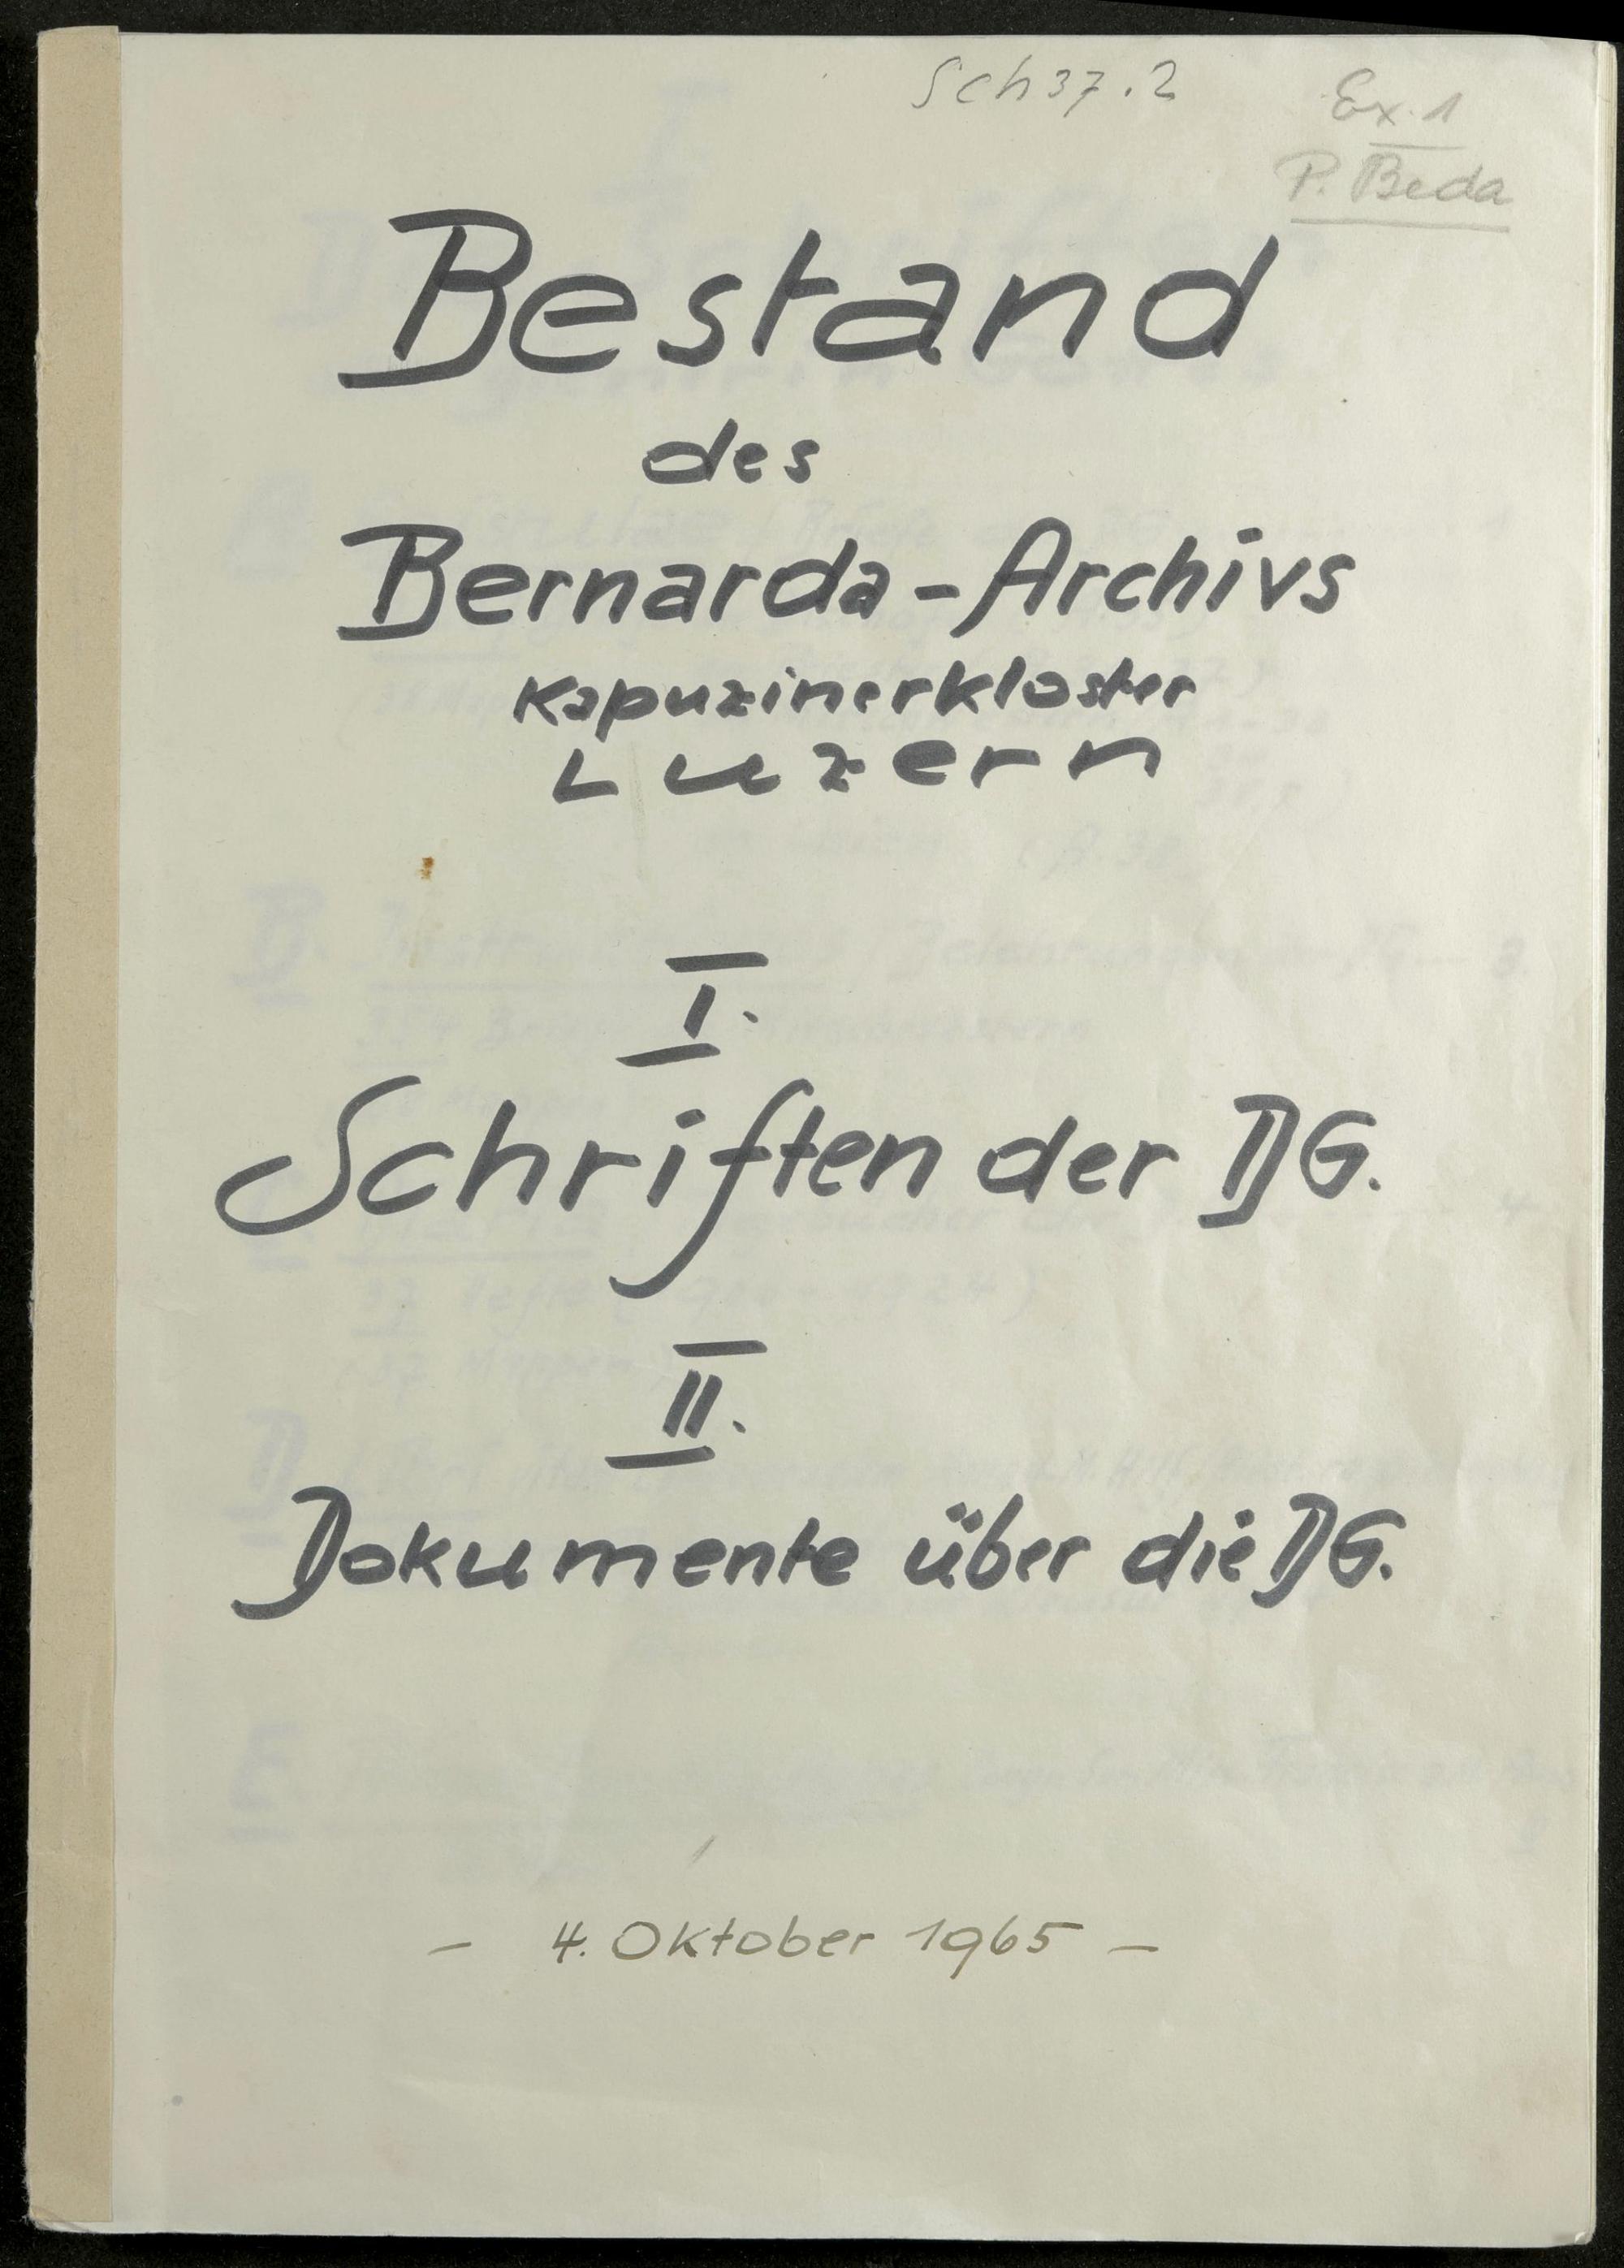 Sch 37.2
Ex. 1
P. Beda
Bestand
des
Bernarda-Archivs
Kapuzinerkloster
Luzern
I.
Schriften der DG.
II.
Dokumente über die DG.
- 4. Oktober 1965 -